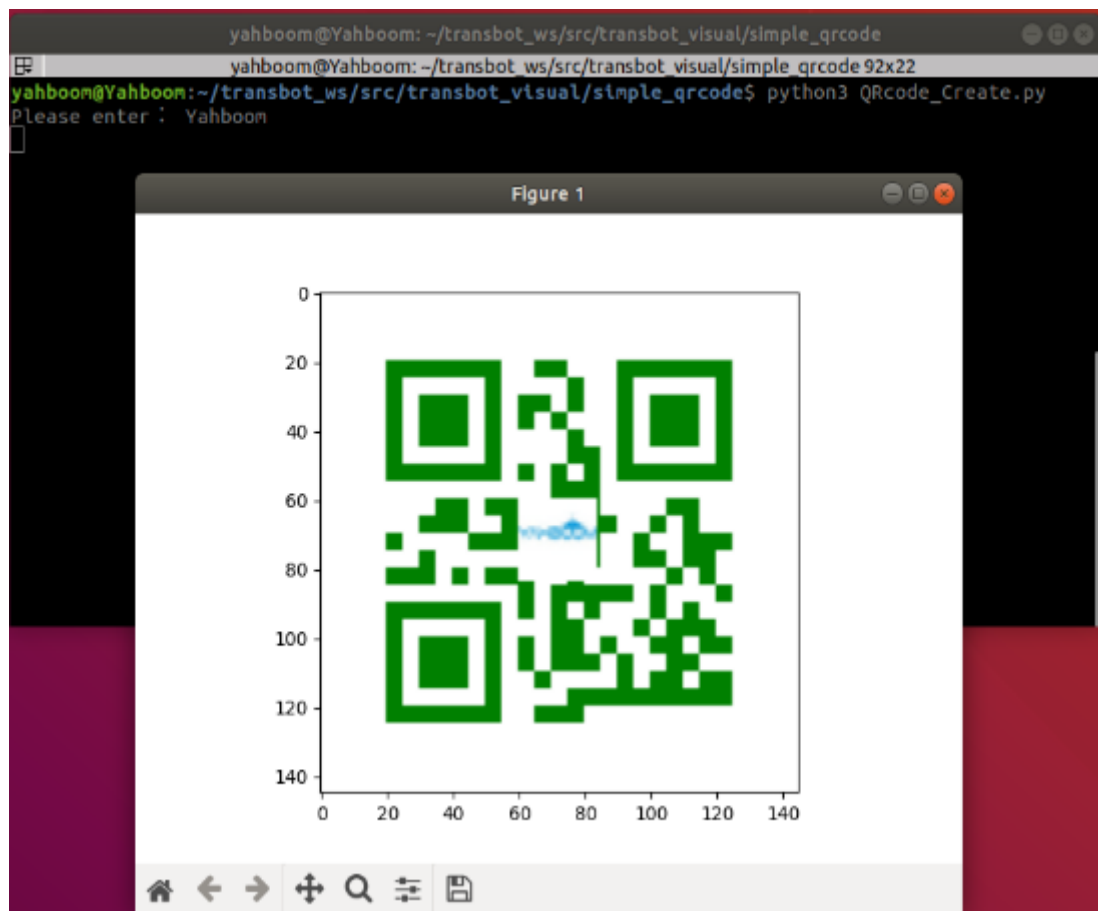 yahboom@Yahboom: ~/transbot_ws/src/transbot_visual/simple_qrcode
yahboom@Yahboom: ~/transbot_ws/src/transbot_visual/simple_qrcode 92x22
yahboom@Yahboom:~/transbot_ws/src/transbot_visual/simple_qrcode$ python3 QRcode_Create.py
Please enter： Yahboom
Figure 1
0
20
40
60
YAHBOOM
80
100
120
140
0 20 40 60 80 100 120 140